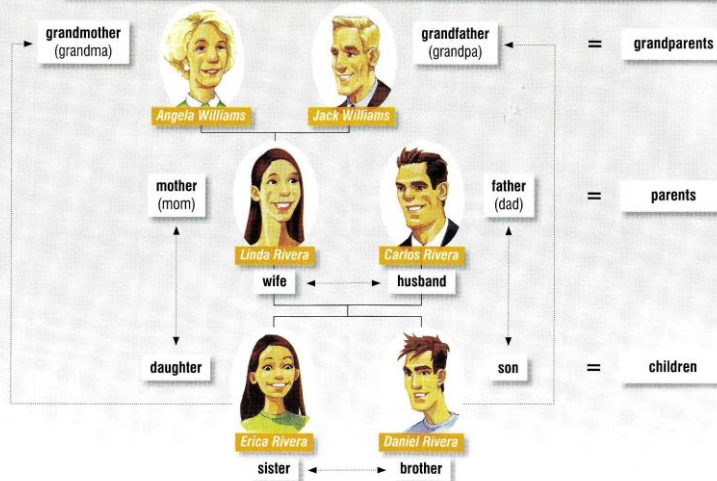 grandmother
(grandma)
grandfather
(grandpa)
= grandparents
Angela Williams
Jack Williams
mother
(mom)
father
(dad)
= parents
Linda Rivera
Carlos Rivera
wife
husband
daughter
son
= children
Erica Rivera
Daniel Rivera
sister
brother